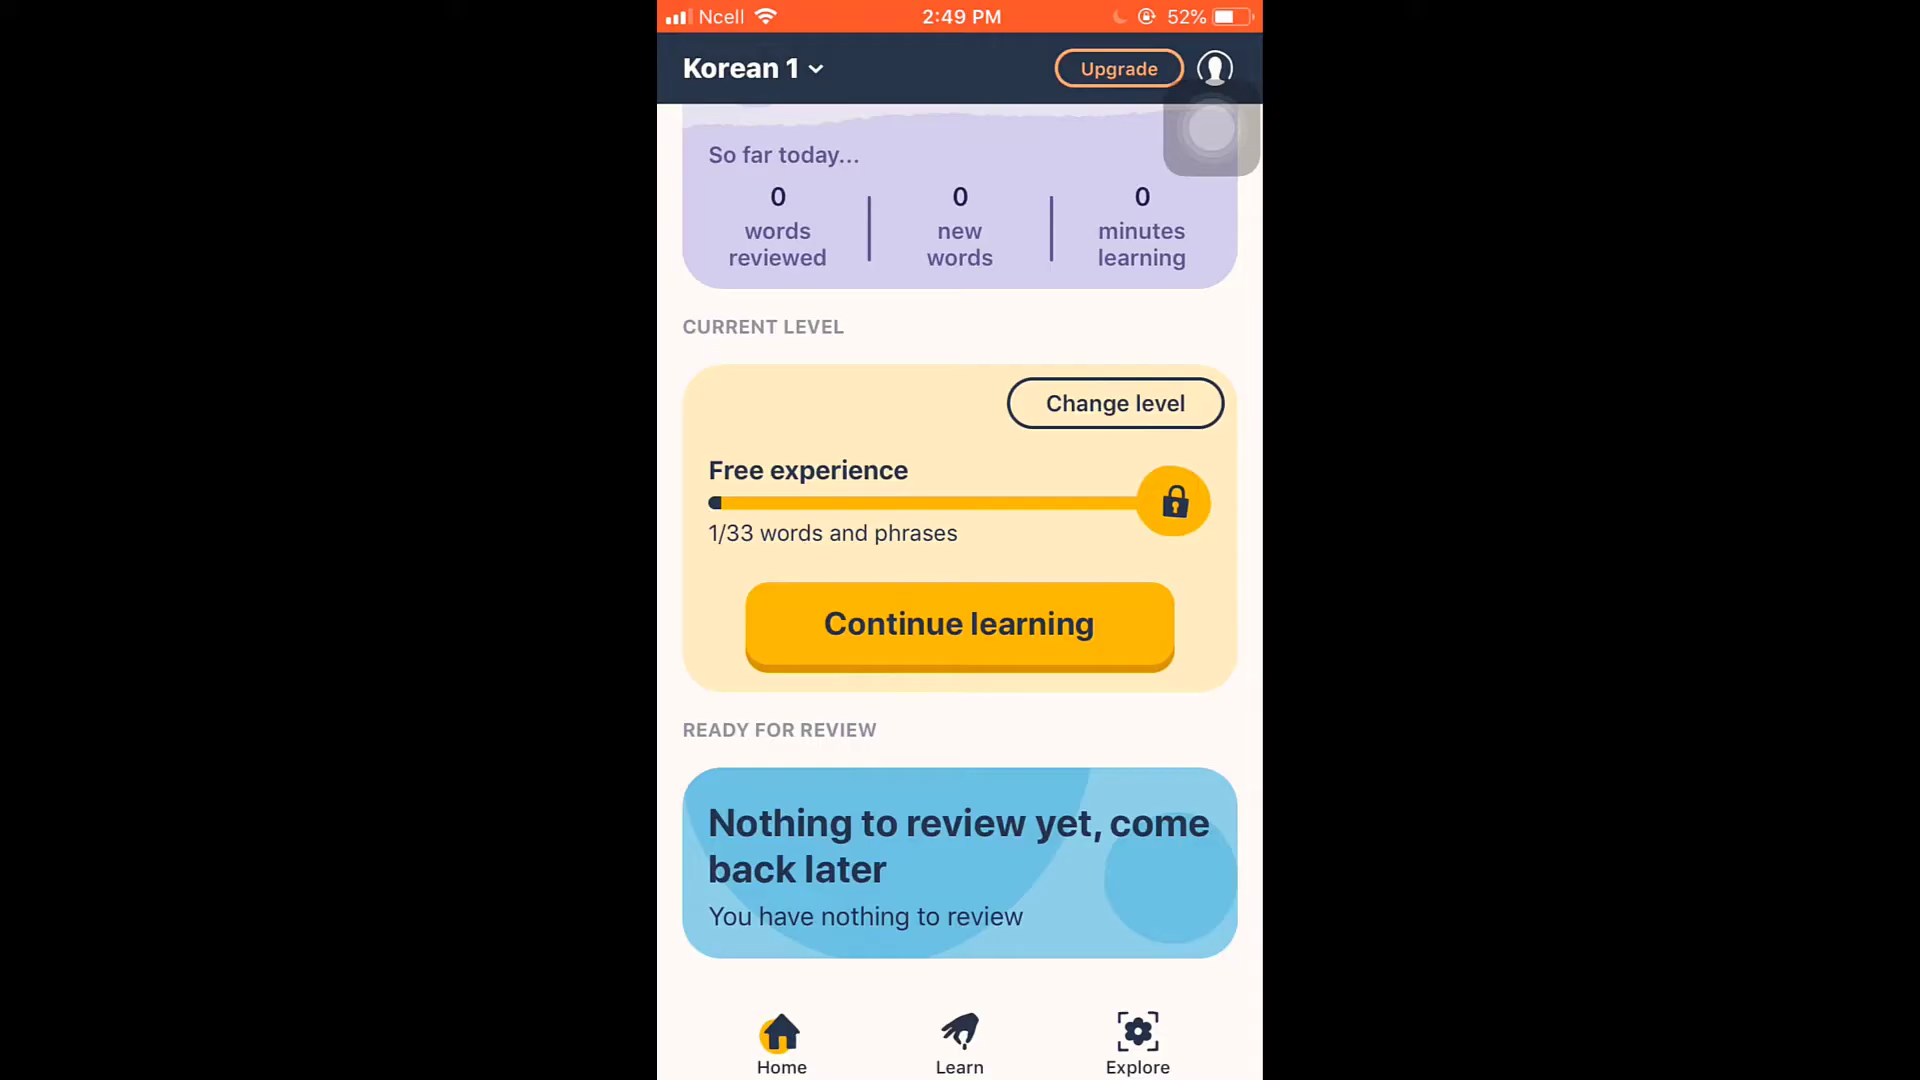 Ncell
2:49 PM
52%
Korean 1
Upgrade
So far today...
0
words
reviewed
0
new
words
0
minutes
learning
CURRENT LEVEL
Change level
Free experience
1/33 words and phrases
Continue learning
READY FOR REVIEW
Nothing to review yet, come
back later
You have nothing to review
Home
Learn
Explore